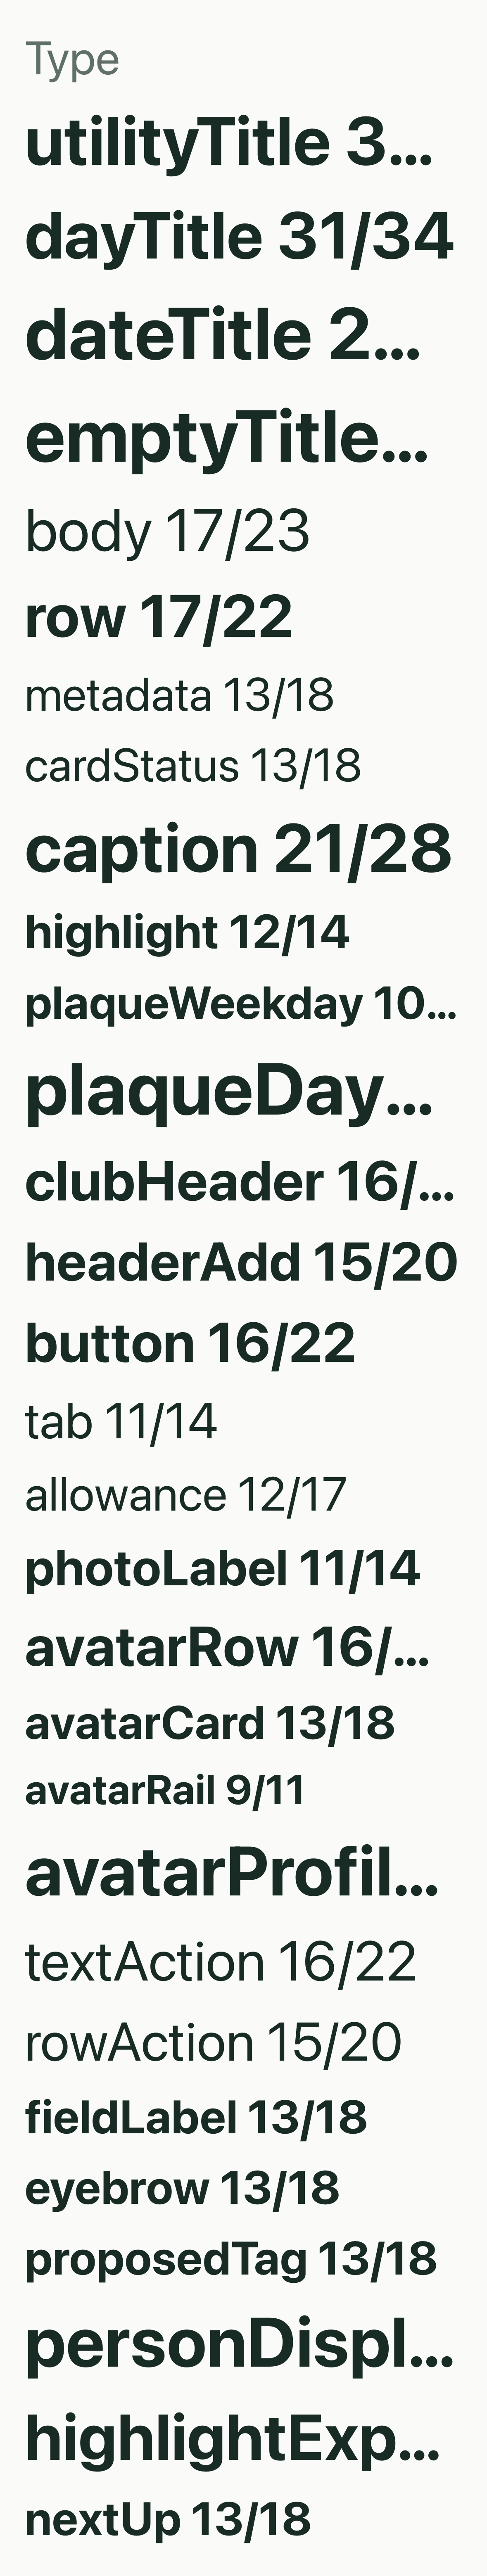 Type
utilityTitle 3...
dayTitle 31/34
dateTitle 2...
emptyTitle...
body 17/23
row 17/22
metadata 13/18
cardStatus 13/18
caption 21/28
highlight 12/14
plaqueWeekday 10...
plaqueDay...
clubHeader 16/...
headerAdd 15/20
button 16/22
tab 11/14
allowance 12/17
photoLabel 11/14
avatarRow 16/...
avatarCard 13/18
avatarRail 9/11
avatarProfil...
textAction 16/22
rowAction 15/20
fieldLabel 13/18
eyebrow 13/18
proposedTag 13/18
personDispl...
highlightExp...
nextUp 13/18